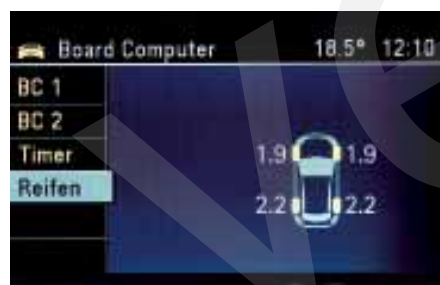 Board Computer 18.5° 12:10
BC 1
BC 2
Timer
Reifen
1.9 1.9
2.2 2.2